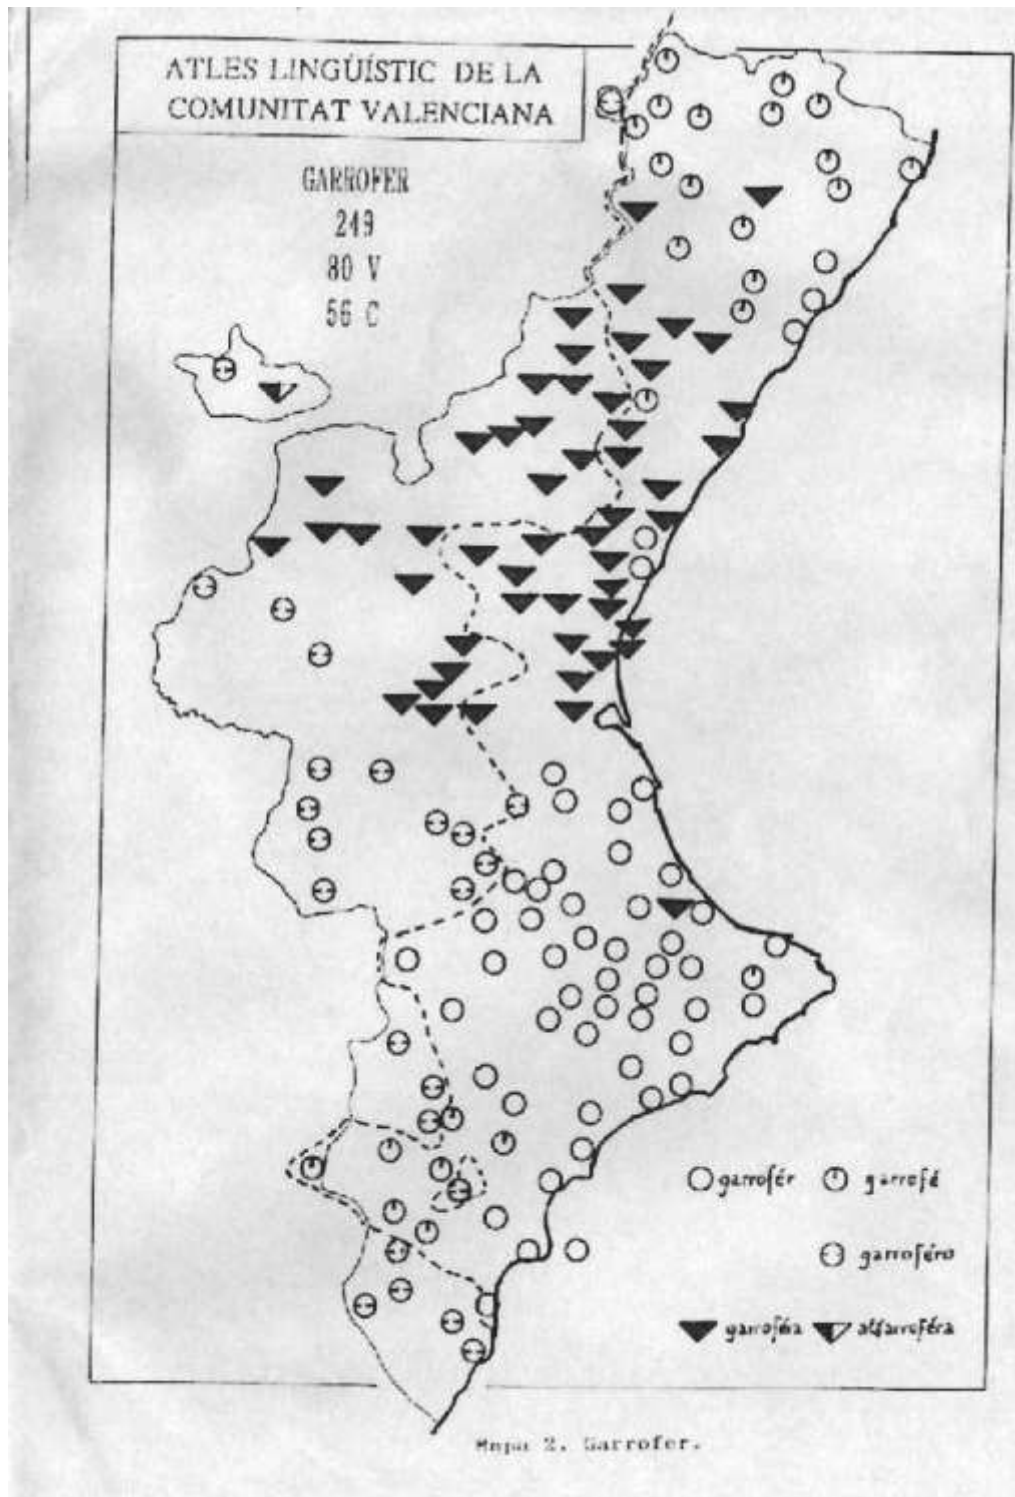 ATLES LINGÜÍSTIC DE LA
COMUNITAT VALENCIANA
GARROFER
249
80 V
56 C
garrofér garrofé
garroféro
garroféra alfarroféra
Mapa 2. Garrofer.